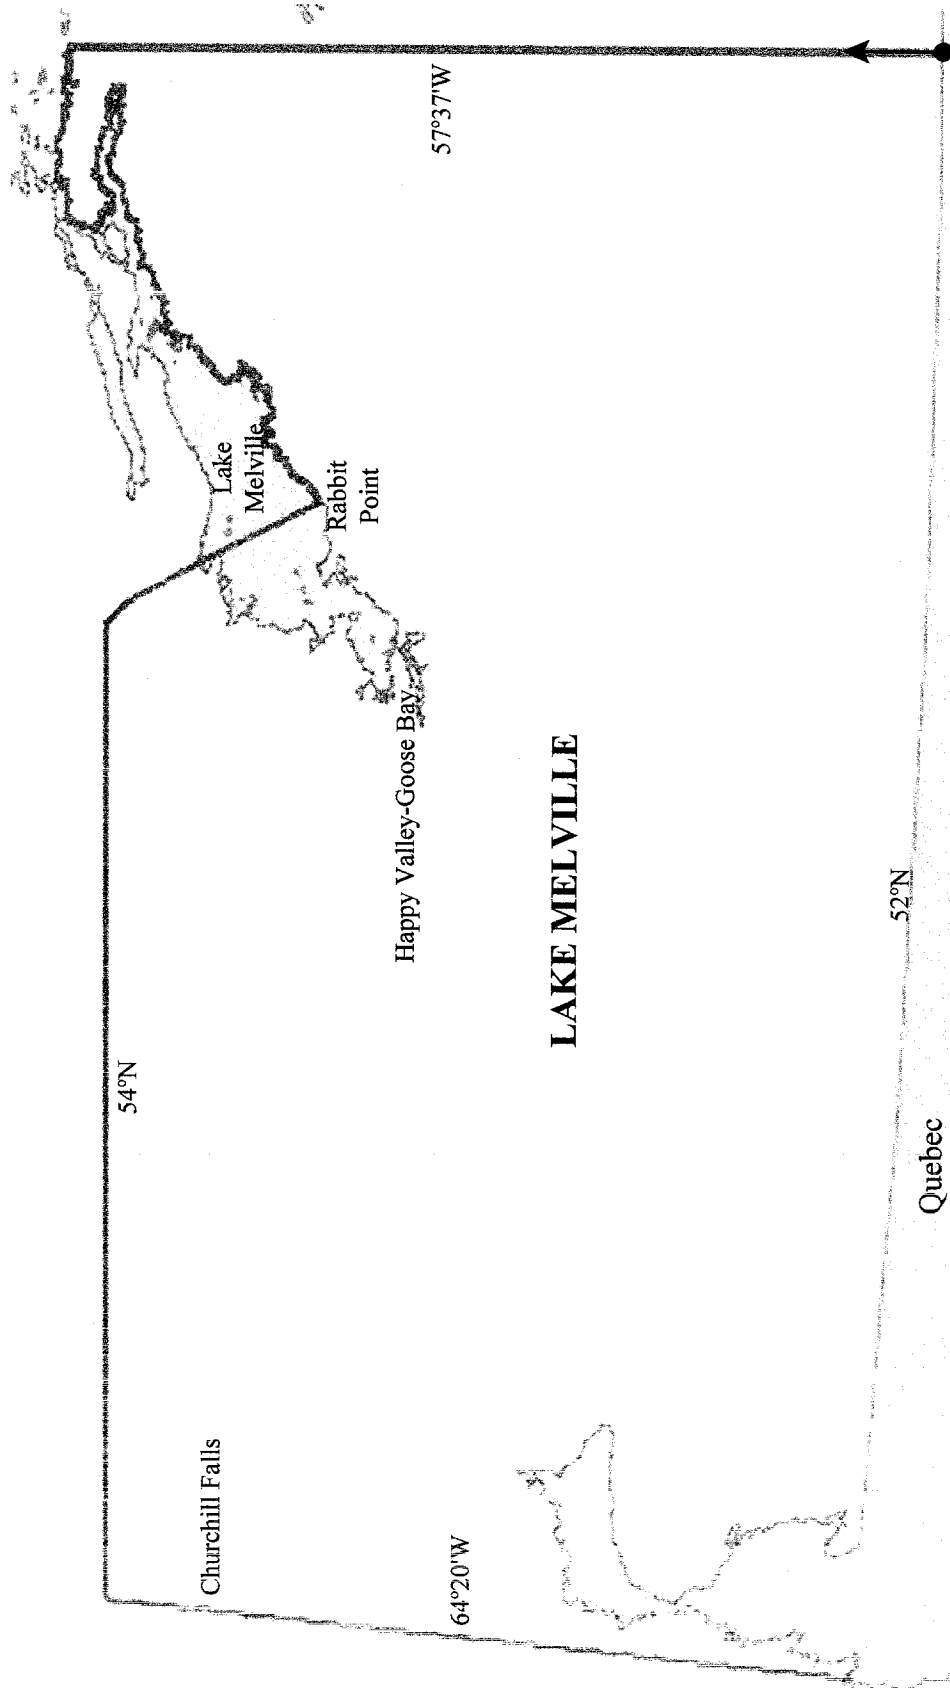 54°N
Churchill Falls
Lake
Melville
Rabbit
Point
Happy Valley-Goose Bay
57°37'W
64°20"W
LAKE MELVILLE
52°N
Quebec